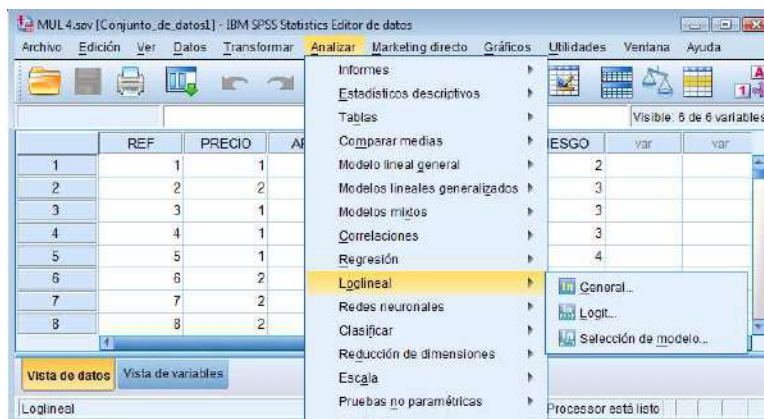 MUL 4.sav [Conjunto_de_datos1] - IBM SPSS Statistics Editor de datos
Archivo Edición Ver Datos Transformar Analizar Marketing directo Gráficos Utilidades Ventana Ayuda
Visible: 6 de 6 variables
REF PRECIO AP IESGO var var
1 1 1 2
2 2 2 3
3 3 1 3
4 4 1 3
5 5 1 4
6 6 2
7 7 2
8 8 2
Informes
Estadísticos descriptivos
Tablas
Comparar medias
Modelo lineal general
Modelos lineales generalizados
Modelos mixtos
Correlaciones
Regresión
Loglineal
Redes neuronales
Clasificar
Reducción de dimensiones
Escala
Pruebas no paramétricas
General...
Logit...
Selección de modelo...
Vista de datos Vista de variables
Loglineal Processor está listo